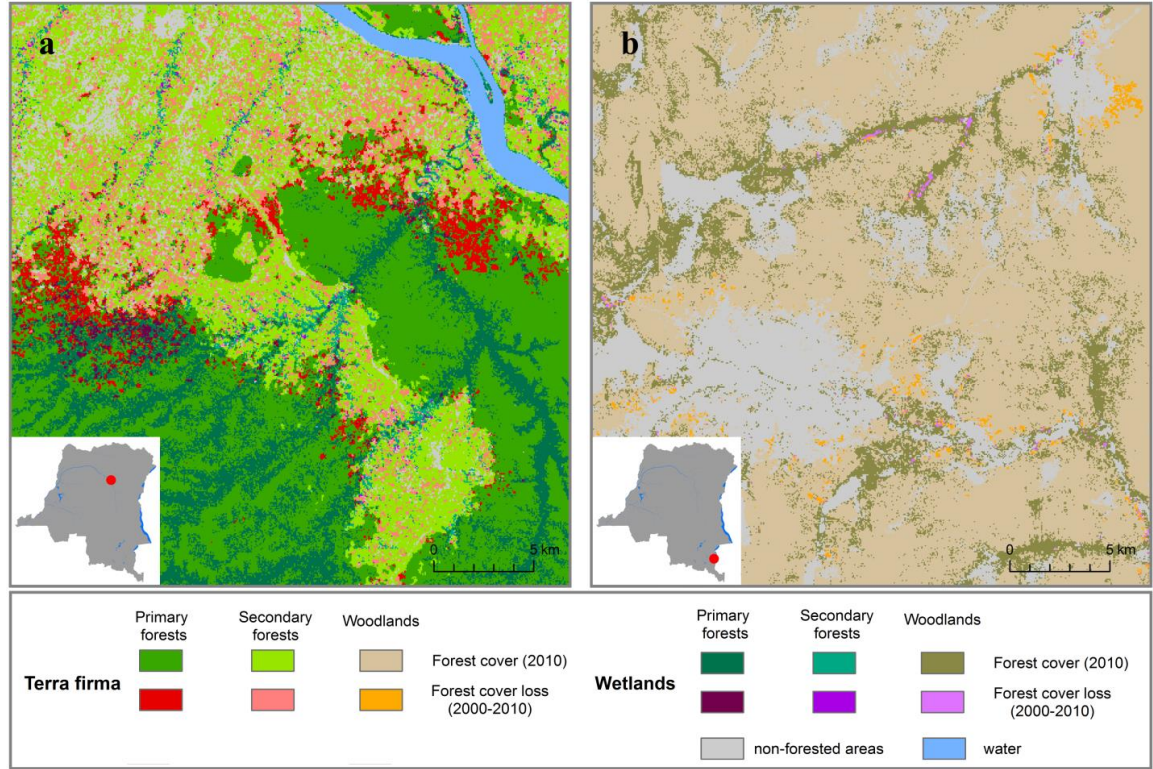 a
b
0 5 km
0 5 km
Primary forests
Secondary forests
Woodlands
Terra firma
Forest cover (2010)
Forest cover loss (2000-2010)
Primary forests
Secondary forests
Woodlands
Wetlands
Forest cover (2010)
Forest cover loss (2000-2010)
non-forested areas
water